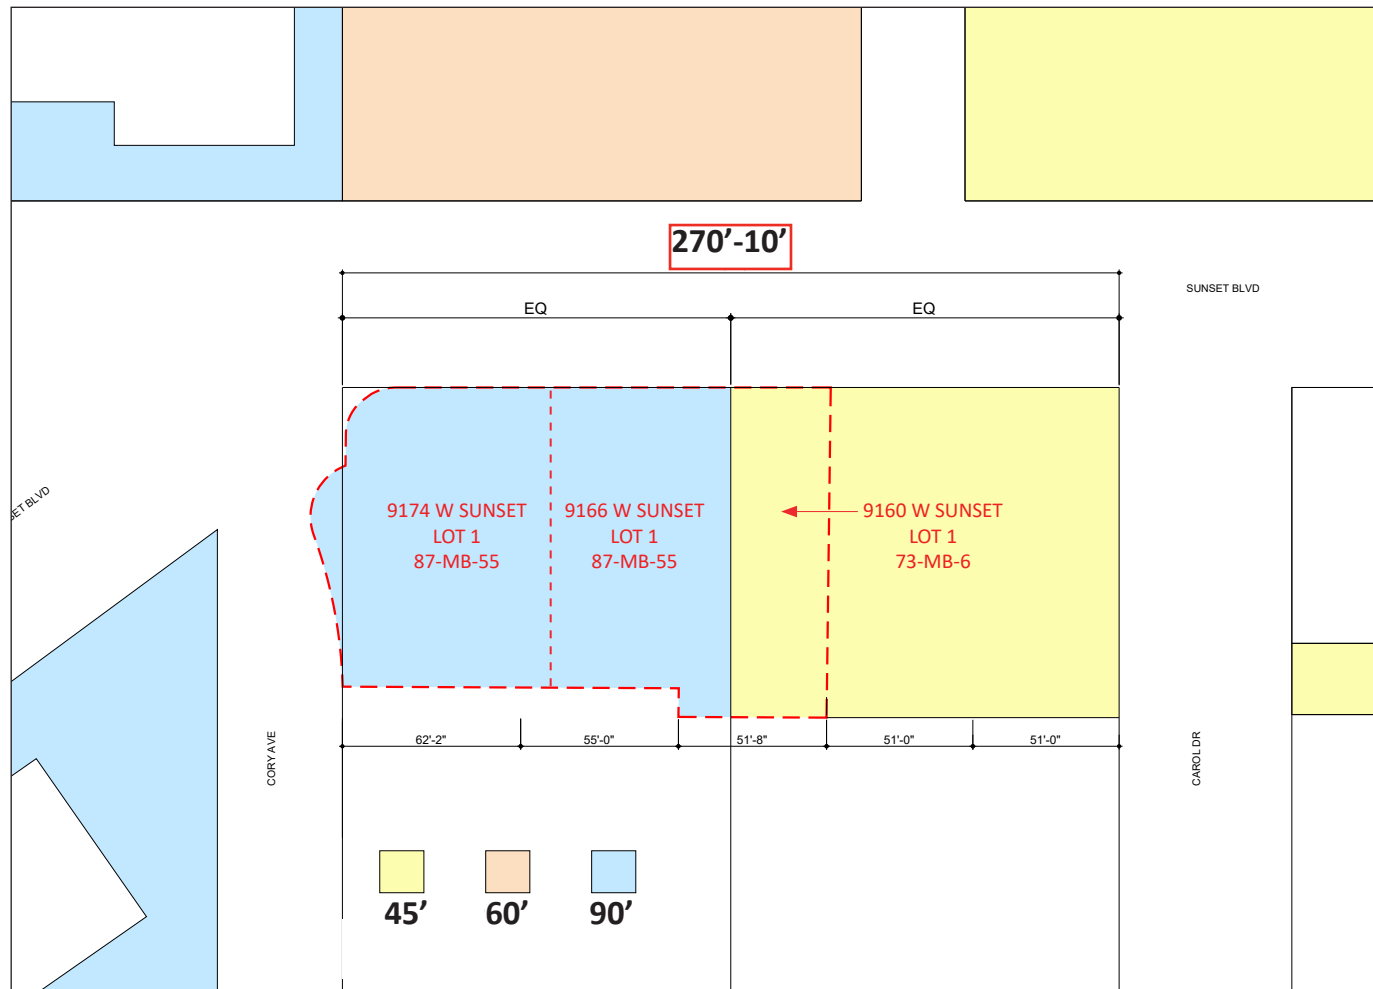 270’-10’
SUNSET BLVD
EQ
EQ
SET BLVD
9174 W SUNSET
LOT 1
87-MB-55
9166 W SUNSET
LOT 1
87-MB-55
9160 W SUNSET
LOT 1
73-MB-6
62'-2"
55'-0"
51'-8"
51'-0"
51'-0"
CORY AVE
CAROL DR
45’
60’
90’